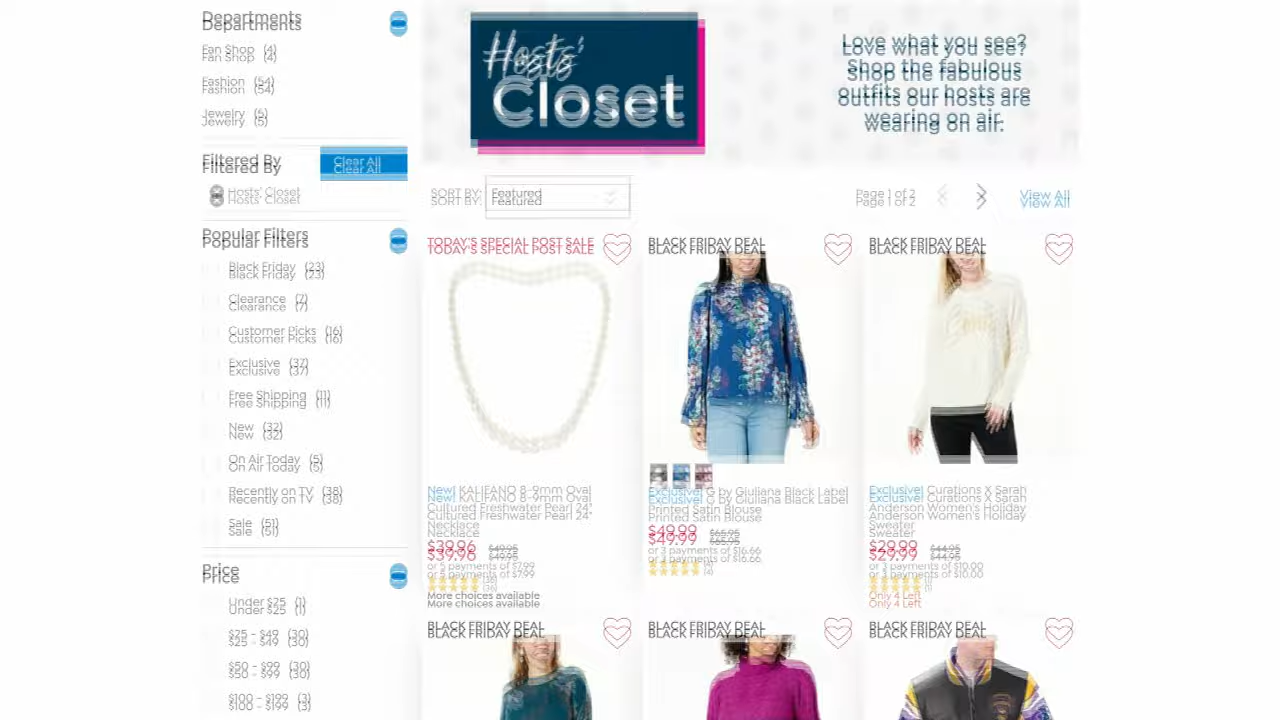 Departments
Fan Shop (4)
Fashion (54)
Jewelry (5)
Filtered By
Clear All
Hosts' Closet
Popular Filters
Black Friday (23)
Clearance (7)
Customer Picks (16)
Exclusive (37)
Free Shipping (11)
New (32)
On Air Today (5)
Recently on TV (38)
Sale (51)
Price
Under $25 (1)
$25 - $49 (30)
$50 - $99 (30)
$100 - $199 (3)
Hosts'
Closet
Love what you see?
Shop the fabulous
outfits our hosts are
wearing on air.
SORT BY: Featured
Page 1 of 2
View All
TODAY'S SPECIAL POST SALE
New! KALIFANO 8-9mm Oval
Cultured Freshwater Pearl 24"
Necklace
$39.96 $49.95
or 5 payments of $7.99
More choices available
BLACK FRIDAY DEAL
Exclusive! G by Giuliana Black Label
Printed Satin Blouse
$49.99 $65.95
or 3 payments of $16.66
BLACK FRIDAY DEAL
Exclusive! Curations X Sarah
Anderson Women's Holiday
Sweater
$29.99 $44.95
or 3 payments of $10.00
(1)
Only 4 Left
BLACK FRIDAY DEAL
BLACK FRIDAY DEAL
BLACK FRIDAY DEAL